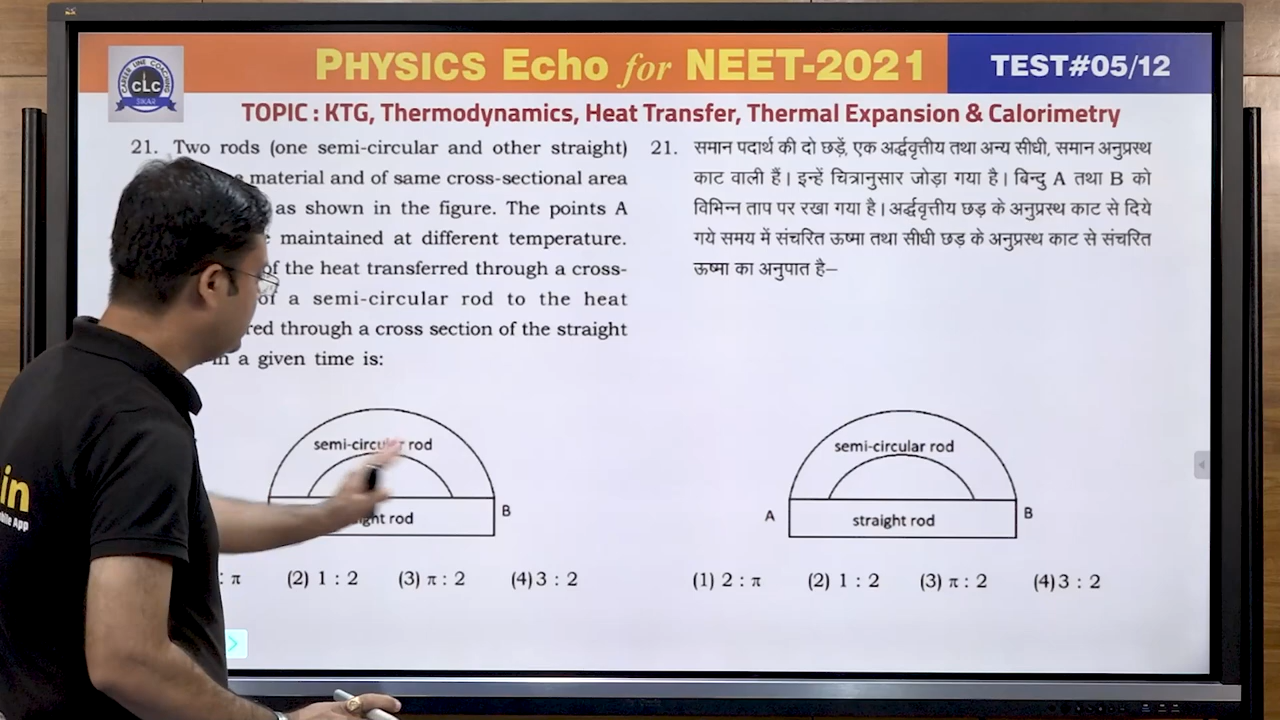 PHYSICS Echo for NEET-2021
TEST#05/12
CLC
SIKAR
TOPIC : KTG, Thermodynamics, Heat Transfer, Thermal Expansion & Calorimetry
21. Two rods (one semi-circular and other straight)
material and of same cross-sectional area
as shown in the figure. The points A
maintained at different temperature.
of the heat transferred through a cross-
of a semi-circular rod to the heat
red through a cross section of the straight
in a given time is:
semi-circular rod
B
ight rod
: π (2) 1 : 2 (3) π : 2 (4) 3 : 2
21. समान पदार्थ की दो छड़ें, एक अर्द्धवृत्तीय तथा अन्य सीधी, समान अनुप्रस्थ
काट वाली हैं। इन्हें चित्रानुसार जोड़ा गया है। बिन्दु A तथा B को
विभिन्न ताप पर रखा गया है। अर्द्धवृत्तीय छड़ के अनुप्रस्थ काट से दिये
गये समय में संचरित ऊष्मा तथा सीधी छड़ के अनुप्रस्थ काट से संचरित
ऊष्मा का अनुपात है–
semi-circular rod
A
B
straight rod
(1) 2 : π (2) 1 : 2 (3) π : 2 (4) 3 : 2
in
bile App